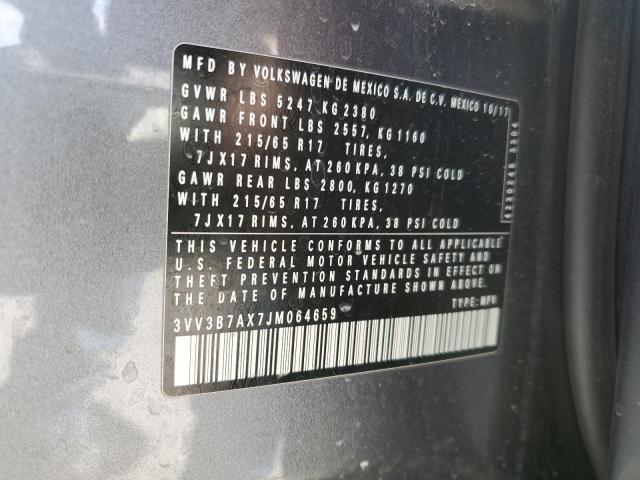 MFD BY VOLKSWAGEN DE MEXICO S.A. DE C.V. MEXICO 10/17
GVWR LBS 5247 KG 2380
GAWR FRONT LBS 2557, KG 1160
WITH 215/65 R17 TIRES,
7JX17 RIMS, AT 260 KPA, 38 PSI COLD
GAWR REAR LBS 2800, KG 1270
WITH 215/65 R17 TIRES,
7JX17 RIMS, AT 260 KPA, 38 PSI COLD
THIS VEHICLE CONFORMS TO ALL APPLICABLE
U.S. FEDERAL MOTOR VEHICLE SAFETY AND
THEFT PREVENTION STANDARDS IN EFFECT ON
THE DATE OF MANUFACTURE SHOWN ABOVE.
TYPE: MPV
3VV3B7AX7JM064659